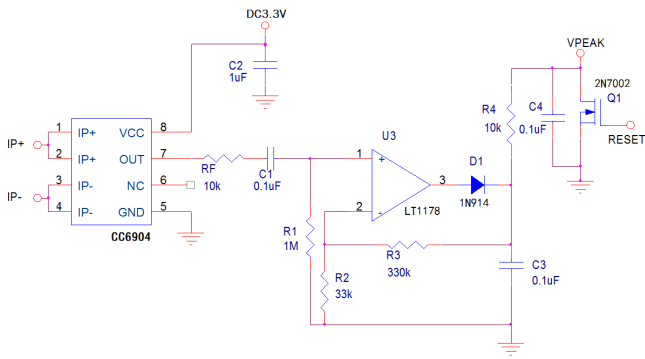 DC3.3V
VPEAK
C2
1uF
2N7002
Q1
C4
0.1uF
R4
10k
RESET
U3
IP+
IP-
1
2
3
4
IP+
IP+
IP-
IP-
VCC
OUT
NC
GND
8
7
6
5
CC6904
RF
10k
C1
0.1uF
1
+
2
-
3
D1
1N914
LT1178
R1
1M
R2
33k
R3
330k
C3
0.1uF